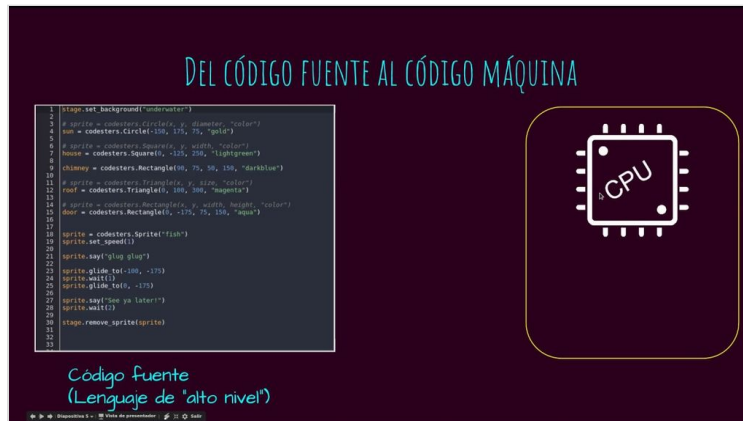 DEL CÓDIGO FUENTE AL CÓDIGO MÁQUINA
1 stage.set_background("underwater")
2
3 # sprite = codesters.Circle(x, y, diameter, "color")
4 sun = codesters.Circle(-150, 175, 75, "gold")
5
6 # sprite = codesters.Square(x, y, width, "color")
7 house = codesters.Square(0, -125, 250, "lightgreen")
8
9 chimney = codesters.Rectangle(90, 75, 50, 150, "darkblue")
10
11 # sprite = codesters.Triangle(x, y, size, "color")
12 roof = codesters.Triangle(0, 100, 300, "magenta")
13
14 # sprite = codesters.Rectangle(x, y, width, height, "color")
15 door = codesters.Rectangle(0, -175, 75, 150, "aqua")
16
17
18 sprite = codesters.Sprite("fish")
19 sprite.set_speed(1)
20
21 sprite.say("glug glug")
22
23 sprite.glide_to(-100, -175)
24 sprite.wait(1)
25 sprite.glide_to(0, -175)
26
27 sprite.say("See ya later!")
28 sprite.wait(2)
29
30 stage.remove_sprite(sprite)
31
32
33
CPU
Código fuente
(Lenguaje de "alto nivel")
Diapositiva 5 Vista de presentador Salir